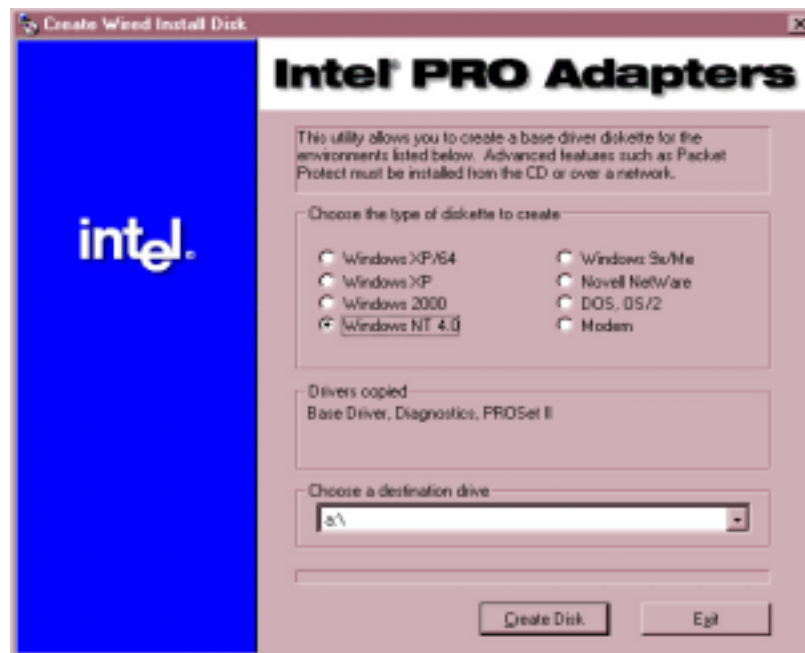 Create Wired Install Disk
Intel® PRO Adapters
intel®
This utility allows you to create a base driver diskette for the
environments listed below. Advanced features such as Packet
Protect must be installed from the CD or over a network.
Choose the type of diskette to create
Windows XP/64
Windows XP
Windows 2000
Windows NT 4.0
Windows 9x/Me
Novell NetWare
DOS, OS/2
Modem
Drivers copied
Base Driver, Diagnostics, PROSet II
Choose a destination drive
a:\
Create Disk
Exit